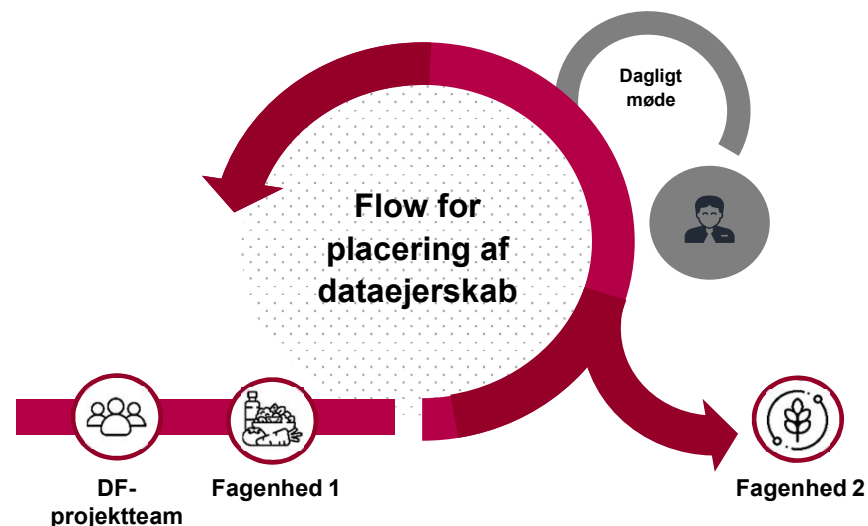 Dagligt
møde
Flow for
placering af
dataejerskab
DF-
projektteam
Fagenhed 1
Fagenhed 2